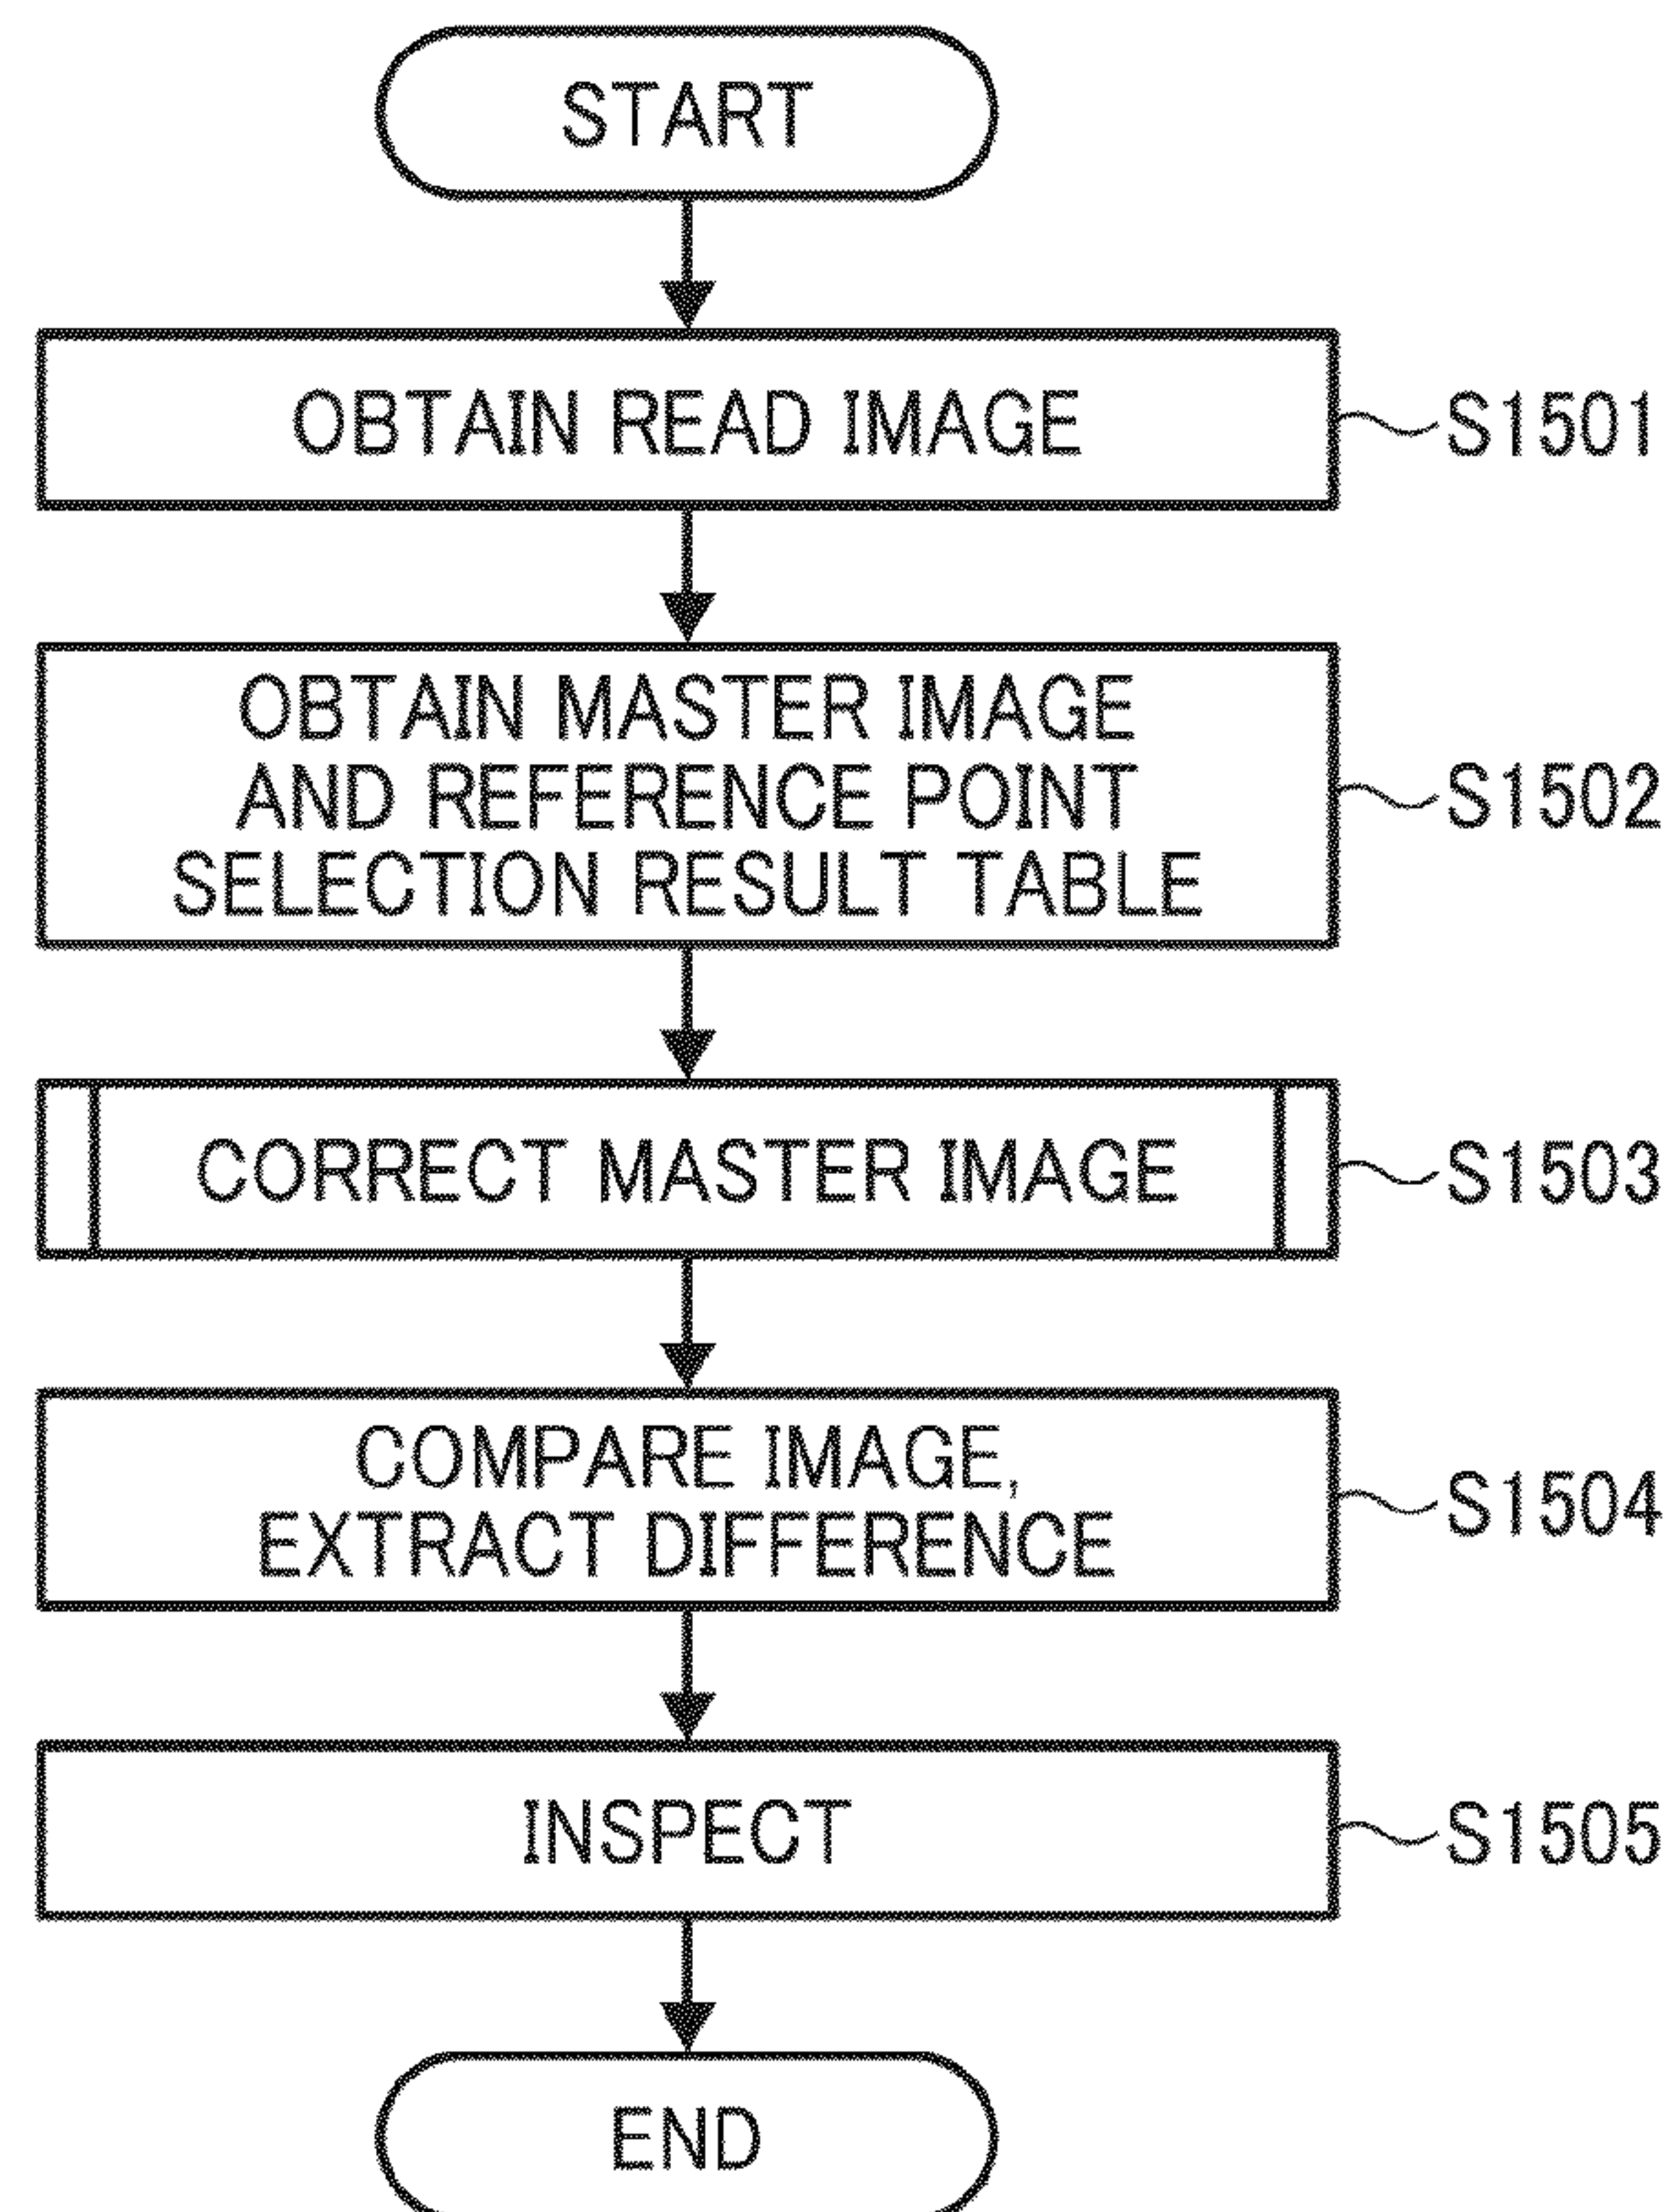 START
OBTAIN READ IMAGE
S1501
OBTAIN MASTER IMAGE
AND REFERENCE POINT
SELECTION RESULT TABLE
S1502
CORRECT MASTER IMAGE
S1503
COMPARE IMAGE,
EXTRACT DIFFERENCE
S1504
INSPECT
S1505
END